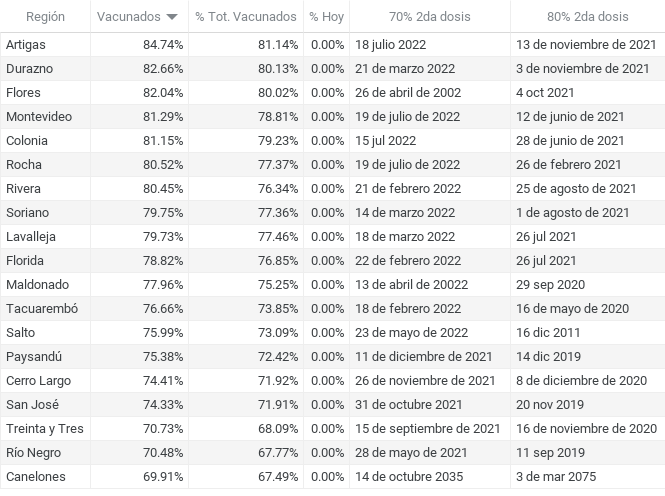 Región Vacunados % Tot. Vacunados % Hoy 70% 2da dosis 80% 2da dosis
Artigas 84.74% 81.14% 0.00% 18 julio 2022 13 de noviembre de 2021
Durazno 82.66% 80.13% 0.00% 21 de marzo 2022 3 de noviembre de 2021
Flores 82.04% 80.02% 0.00% 26 de abril de 2002 4 oct 2021
Montevideo 81.29% 78.81% 0.00% 19 de julio de 2022 12 de junio de 2021
Colonia 81.15% 79.23% 0.00% 15 jul 2022 28 de junio de 2021
Rocha 80.52% 77.37% 0.00% 19 de julio de 2022 26 de febrero 2021
Rivera 80.45% 76.34% 0.00% 21 de febrero 2022 25 de agosto de 2021
Soriano 79.75% 77.36% 0.00% 14 de marzo 2022 1 de agosto de 2021
Lavalleja 79.73% 77.46% 0.00% 18 de marzo 2022 26 jul 2021
Florida 78.82% 76.85% 0.00% 22 de febrero 2022 26 jul 2021
Maldonado 77.96% 75.25% 0.00% 13 de abril de 20022 29 sep 2020
Tacuarembó 76.66% 73.85% 0.00% 18 de febrero 2022 16 de mayo de 2020
Salto 75.99% 73.09% 0.00% 23 de mayo de 2022 16 dic 2011
Paysandú 75.38% 72.42% 0.00% 11 de diciembre de 2021 14 dic 2019
Cerro Largo 74.41% 71.92% 0.00% 26 de noviembre de 2021 8 de diciembre de 2020
San José 74.33% 71.91% 0.00% 31 de octubre 2021 20 nov 2019
Treinta y Tres 70.73% 68.09% 0.00% 15 de septiembre de 2021 16 de noviembre de 2020
Río Negro 70.48% 67.77% 0.00% 28 de mayo de 2021 11 sep 2019
Canelones 69.91% 67.49% 0.00% 14 de octubre 2035 3 de mar 2075